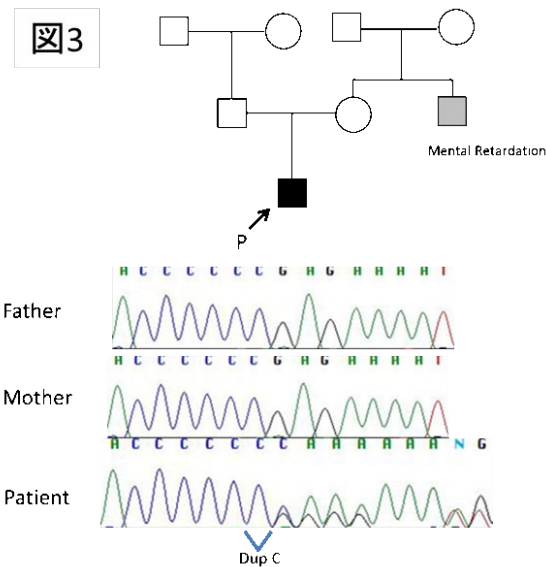 図3
Mental Retardation
P
A C C C C C C G A G A A A A T
Father
A C C C C C C G A G A A A A T
Mother
A C C C C C C C A A A A A A N G
Patient
Dup C